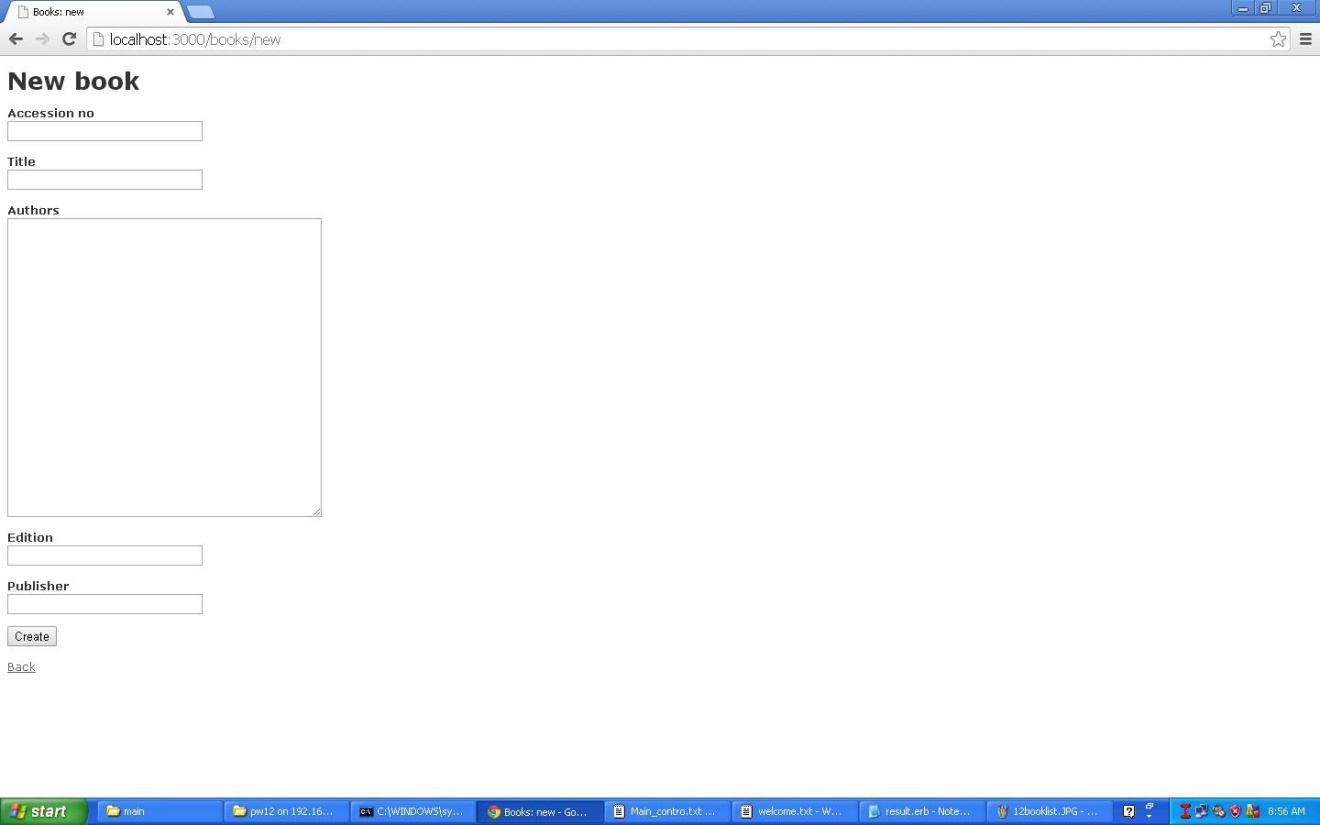 Books: new
localhost:3000/books/new
New book
Accession no
Title
Authors
Edition
Publisher
Create
Back
start main pw12 on 192.16... C:\WINDOWS\sy... Books: new - Go... Main_contro.txt ... welcome.txt - W... result.erb - Note... 12booklist.JPG - ... 8:56 AM